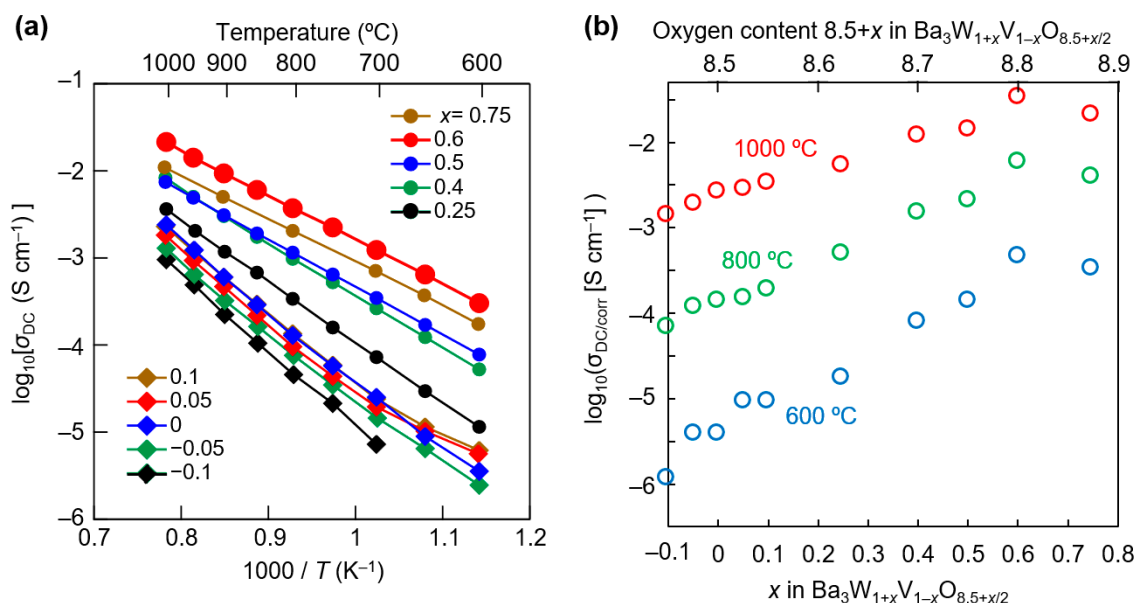 (a)
Temperature (ºC)
1000 900 800 700 600
–1
–2
–3
–4
–5
–6
log10[σDC (S cm–1) ]
x= 0.75
0.6
0.5
0.4
0.25
0.1
0.05
0
–0.05
–0.1
0.7 0.8 0.9 1 1.1 1.2
1000 / T (K–1)
(b)
Oxygen content 8.5+x in Ba3W1+xV1–xO8.5+x/2
8.5 8.6 8.7 8.8 8.9
–2
–3
–4
–5
–6
log10(σDC/corr [S cm–1] )
1000 ºC
800 ºC
600 ºC
–0.1 0 0.1 0.2 0.3 0.4 0.5 0.6 0.7 0.8
x in Ba3W1+xV1–xO8.5+x/2